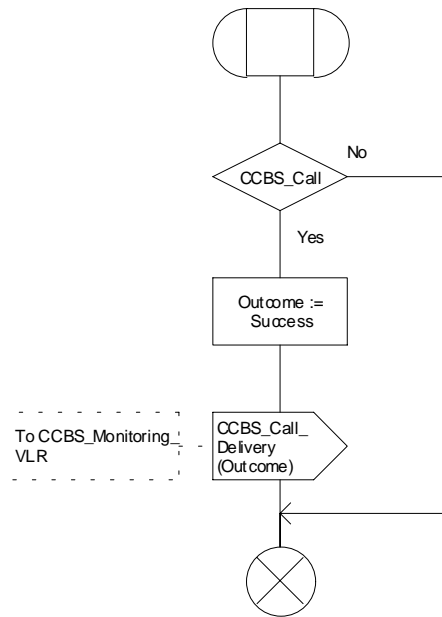 No
CCBS_Call
Yes
Outcome :=
Success
To CCBS_Monitoring_
VLR
CCBS_Call_
Delivery
(Outcome)